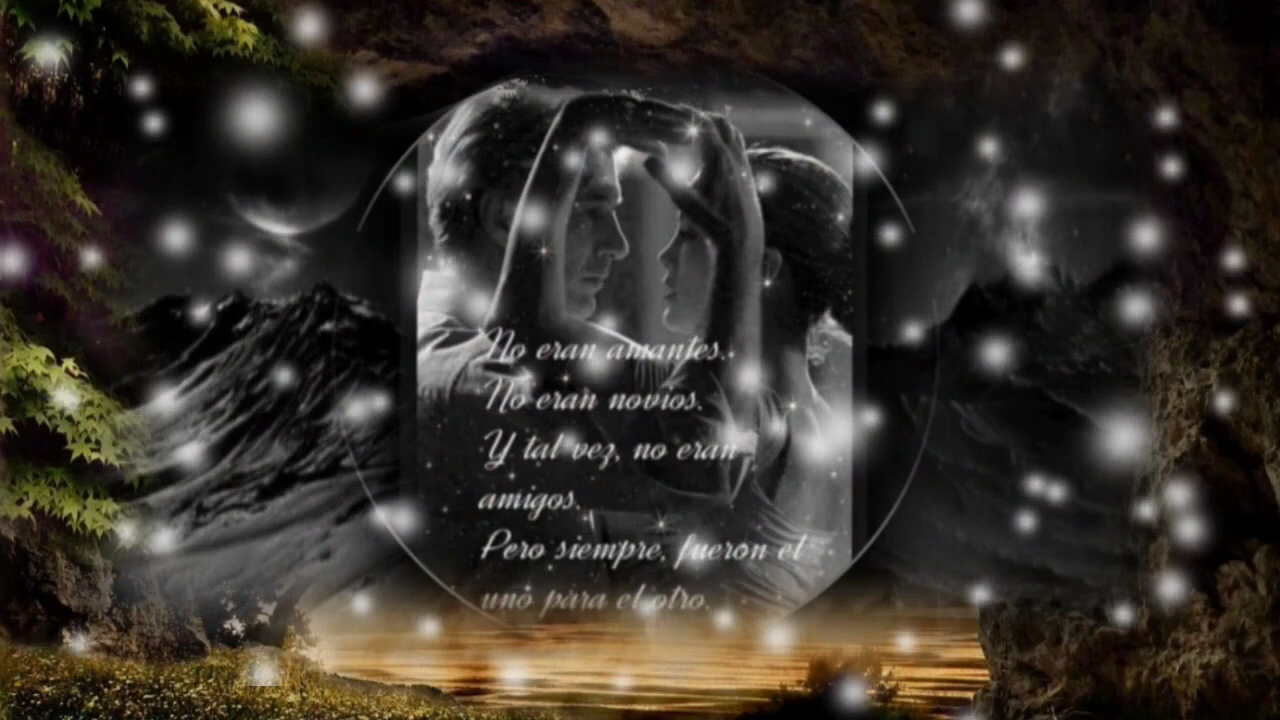 No eran amantes.
No eran novios.
Y tal vez, no eran
amigos.
Pero siempre, fueron el
uno para el otro.